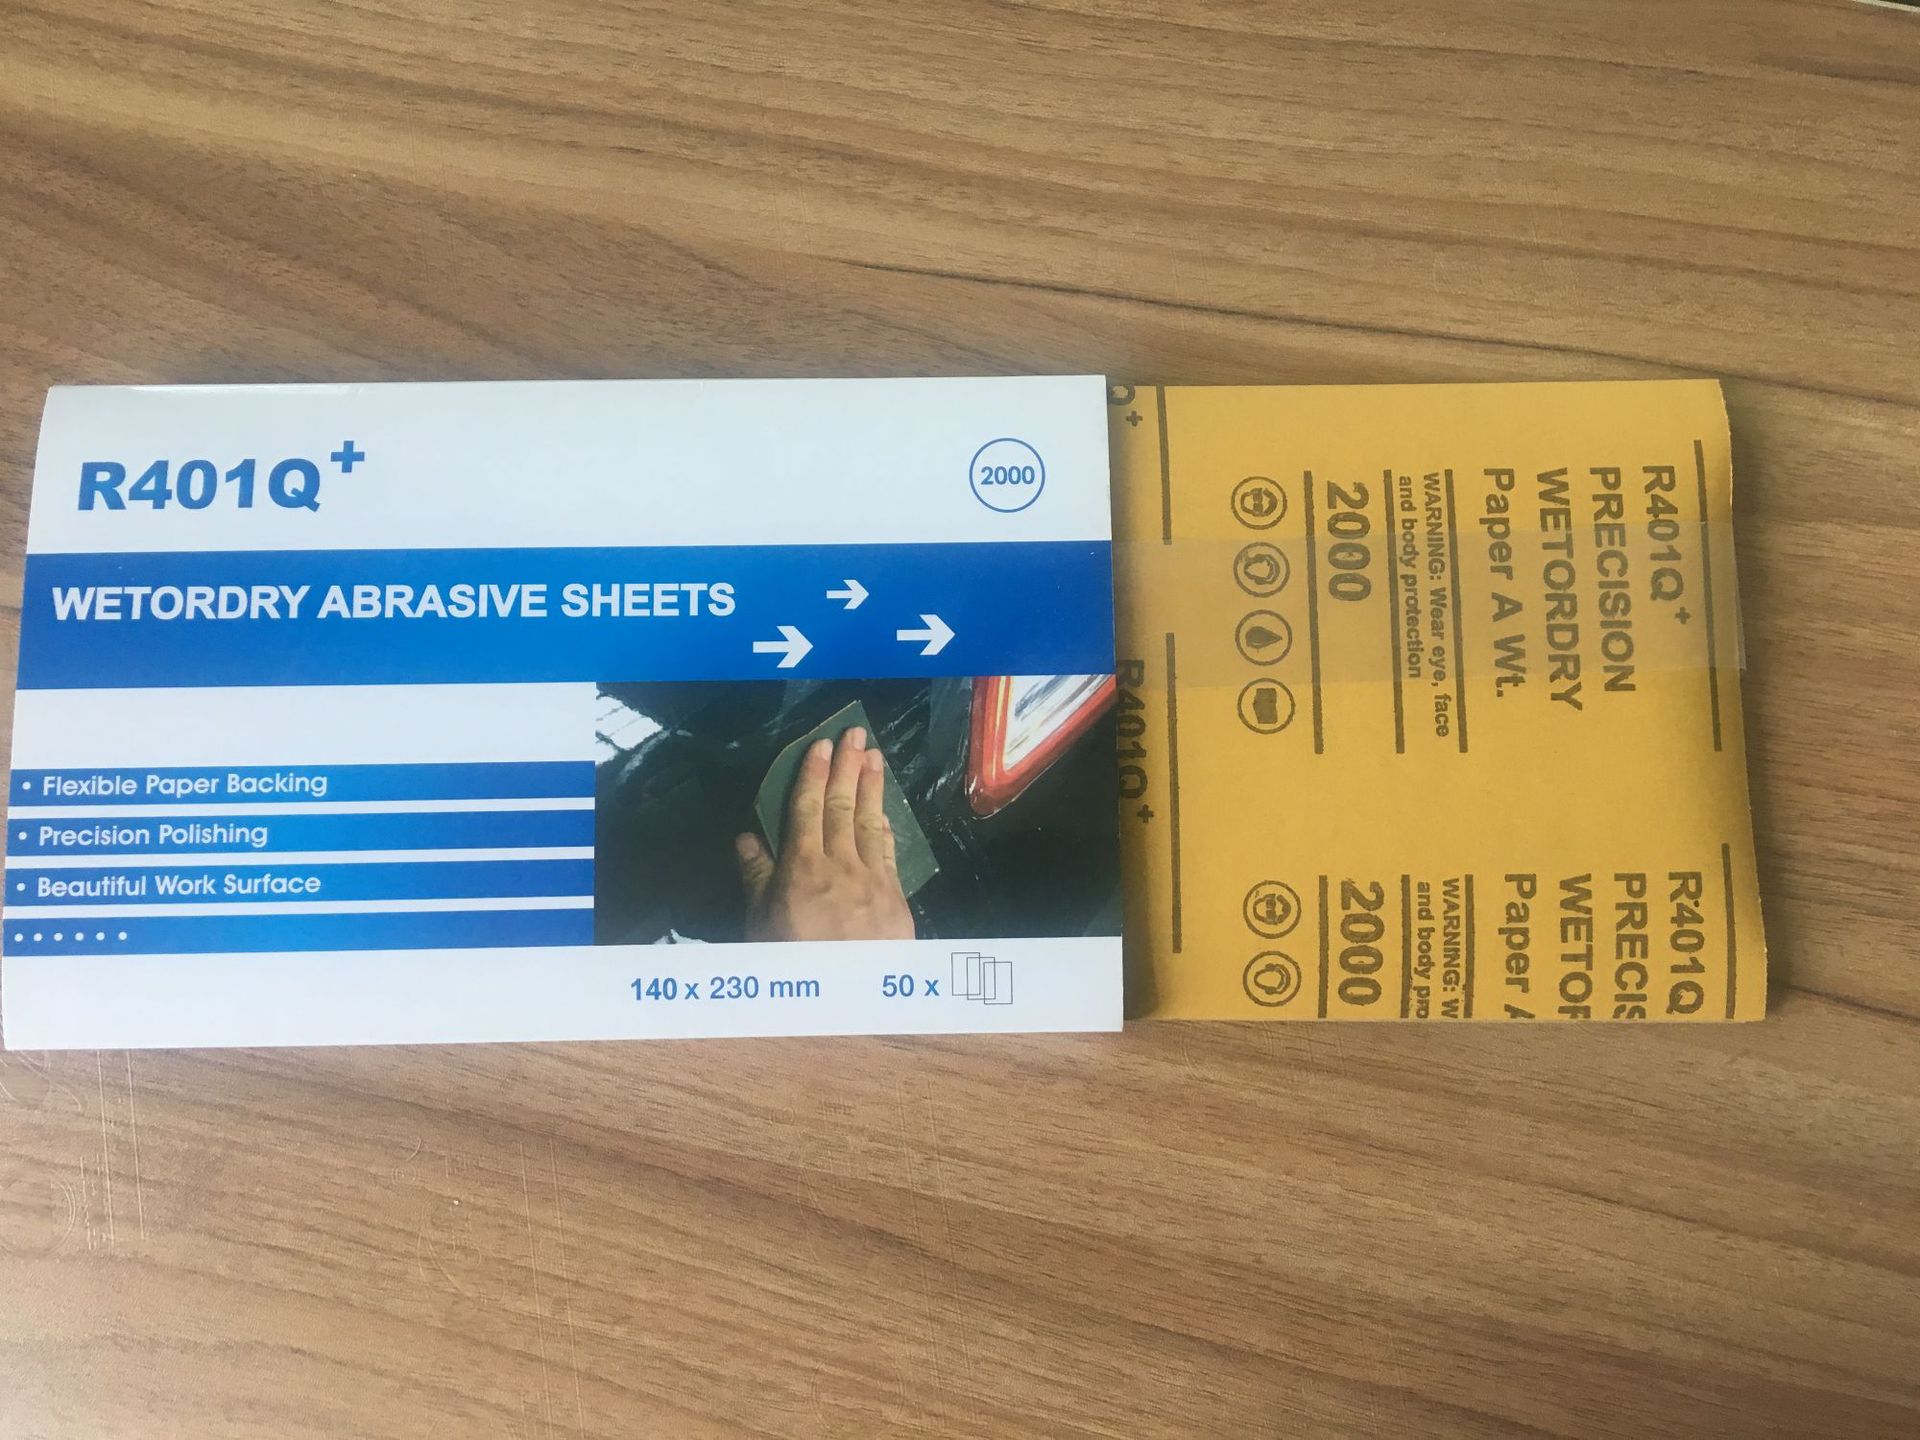 R401Q+
2000
WETORDRY ABRASIVE SHEETS
• Flexible Paper Backing
• Precision Polishing
• Beautiful Work Surface
140 x 230 mm
50 x
Q+
R401Q+
R401Q+
PRECISION
WETORDRY
Paper A Wt.
WARNING: Wear eye, face
and body protection
2000
R401Q
PRECIS
WETOR
Paper A
WARNING: W
and body pro
2000